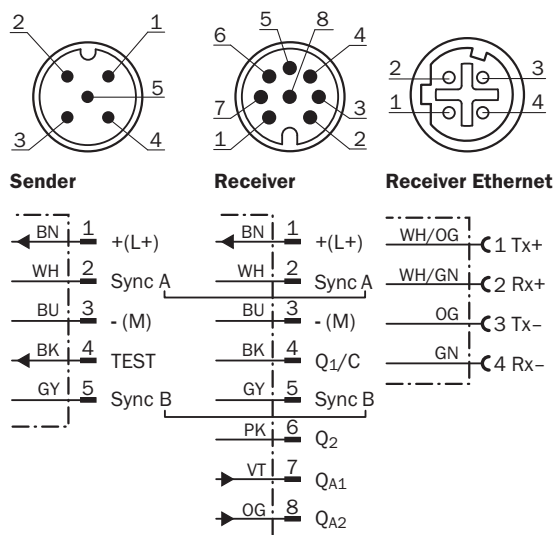 2 1
5
3 4
5 8
6 4
7 3
1 2
2 3
1 4
Sender
BN 1 +(L+)
WH 2 Sync A
BU 3 - (M)
BK 4 TEST
GY 5 Sync B
Receiver
BN 1 +(L+)
WH 2 Sync A
BU 3 - (M)
BK 4 Q1/C
GY 5 Sync B
PK 6 Q2
VT 7 QA1
OG 8 QA2
Receiver Ethernet
WH/OG 1 Tx+
WH/GN 2 Rx+
OG 3 Tx–
GN 4 Rx–